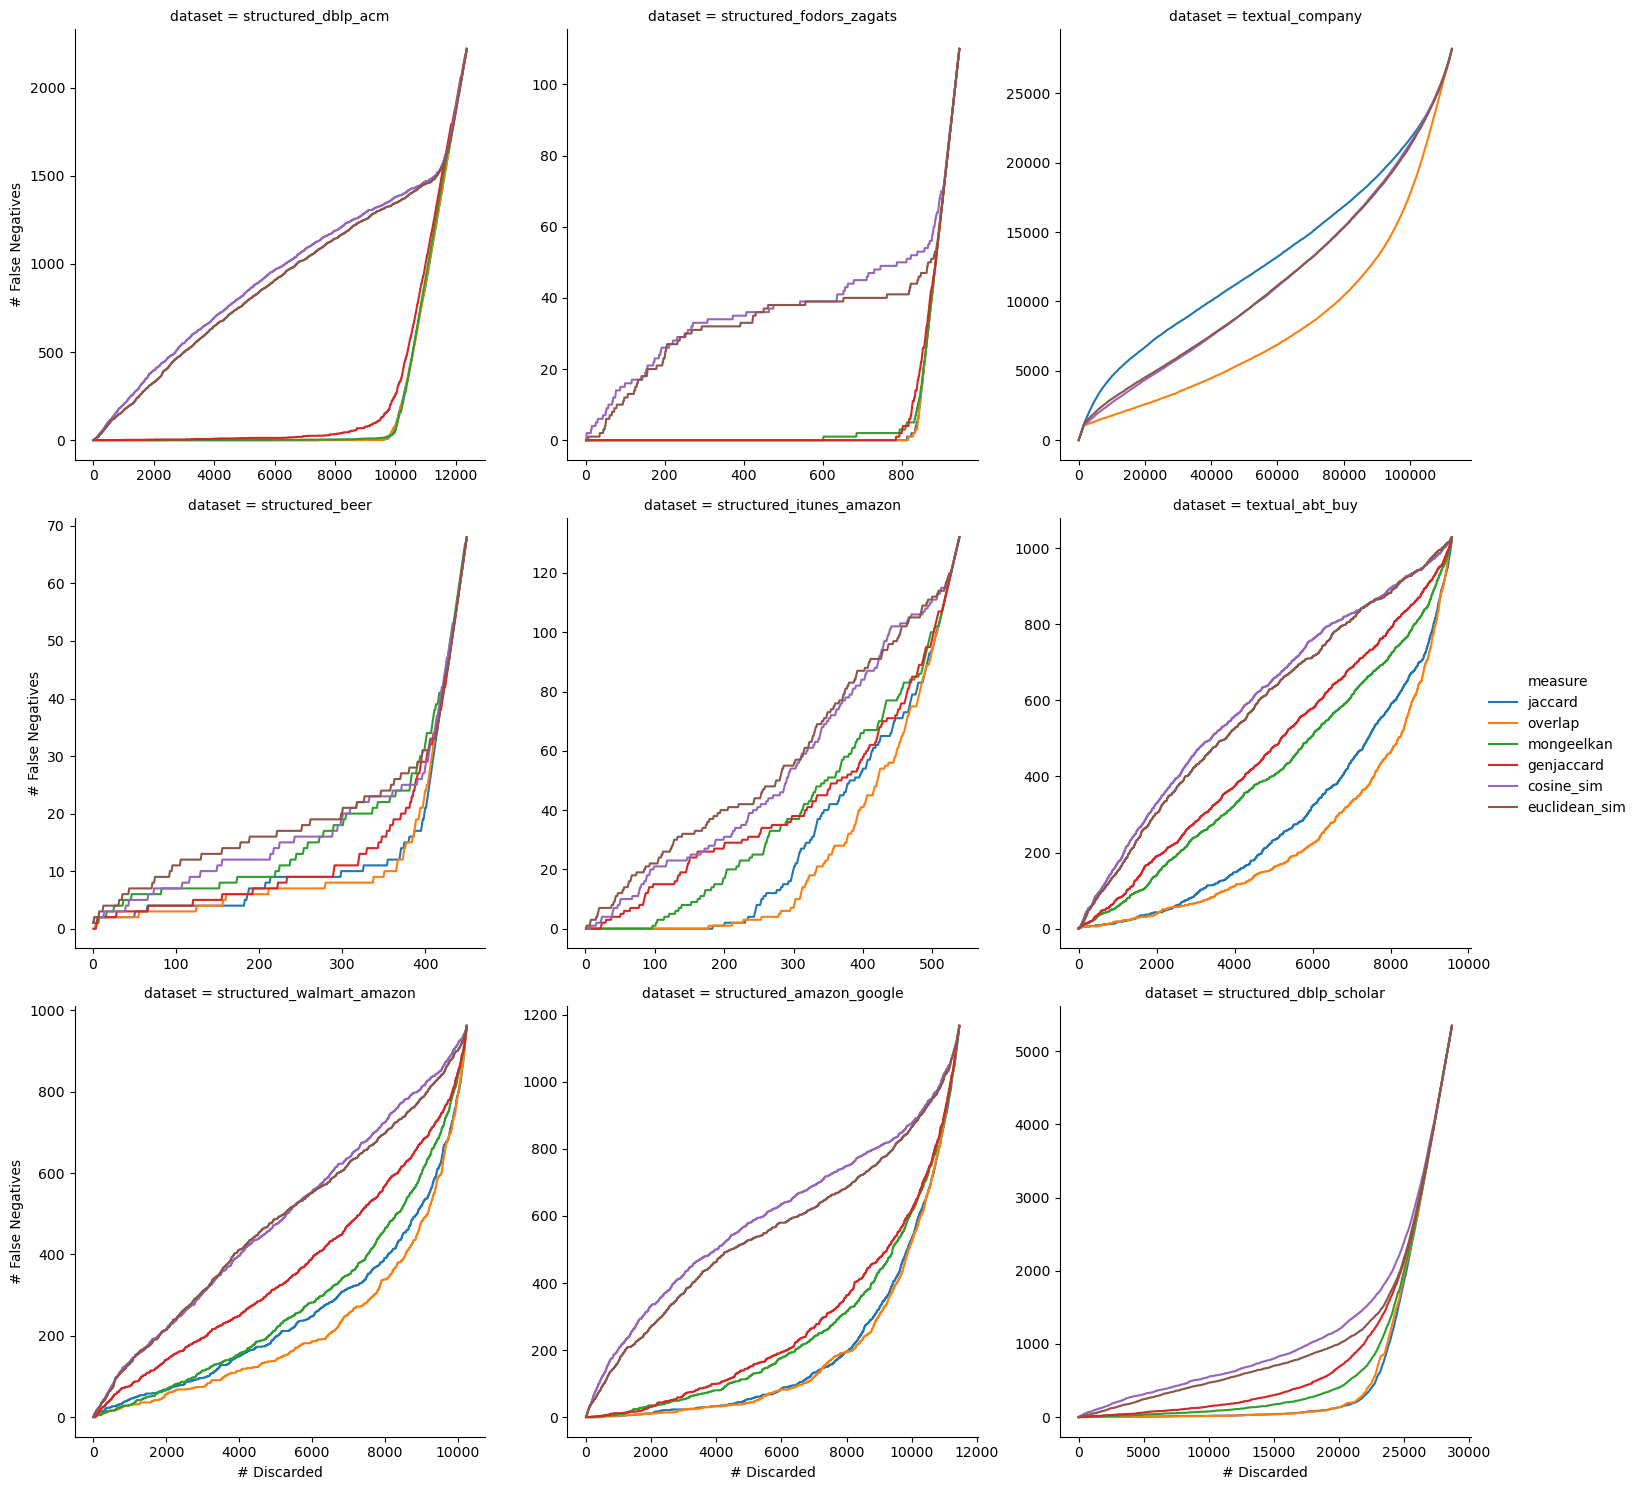 dataset = structured_dblp_acm
dataset = structured_fodors_zagats
dataset = textual_company
# False Negatives
2000
1500
1000
500
0
0 2000 4000 6000 8000 10000 12000
100
80
60
40
20
0
0 200 400 600 800
25000
20000
15000
10000
5000
0
0 20000 40000 60000 80000 100000
dataset = structured_beer
dataset = structured_itunes_amazon
dataset = textual_abt_buy
# False Negatives
70
60
50
40
30
20
10
0
0 100 200 300 400
120
100
80
60
40
20
0
0 100 200 300 400 500
1000
800
600
400
200
0
0 2000 4000 6000 8000 10000
measure
jaccard
overlap
mongeelkan
genjaccard
cosine_sim
euclidean_sim
dataset = structured_walmart_amazon
dataset = structured_amazon_google
dataset = structured_dblp_scholar
# False Negatives
1000
800
600
400
200
0
0 2000 4000 6000 8000 10000
# Discarded
1200
1000
800
600
400
200
0
0 2000 4000 6000 8000 10000 12000
# Discarded
5000
4000
3000
2000
1000
0
0 5000 10000 15000 20000 25000 30000
# Discarded